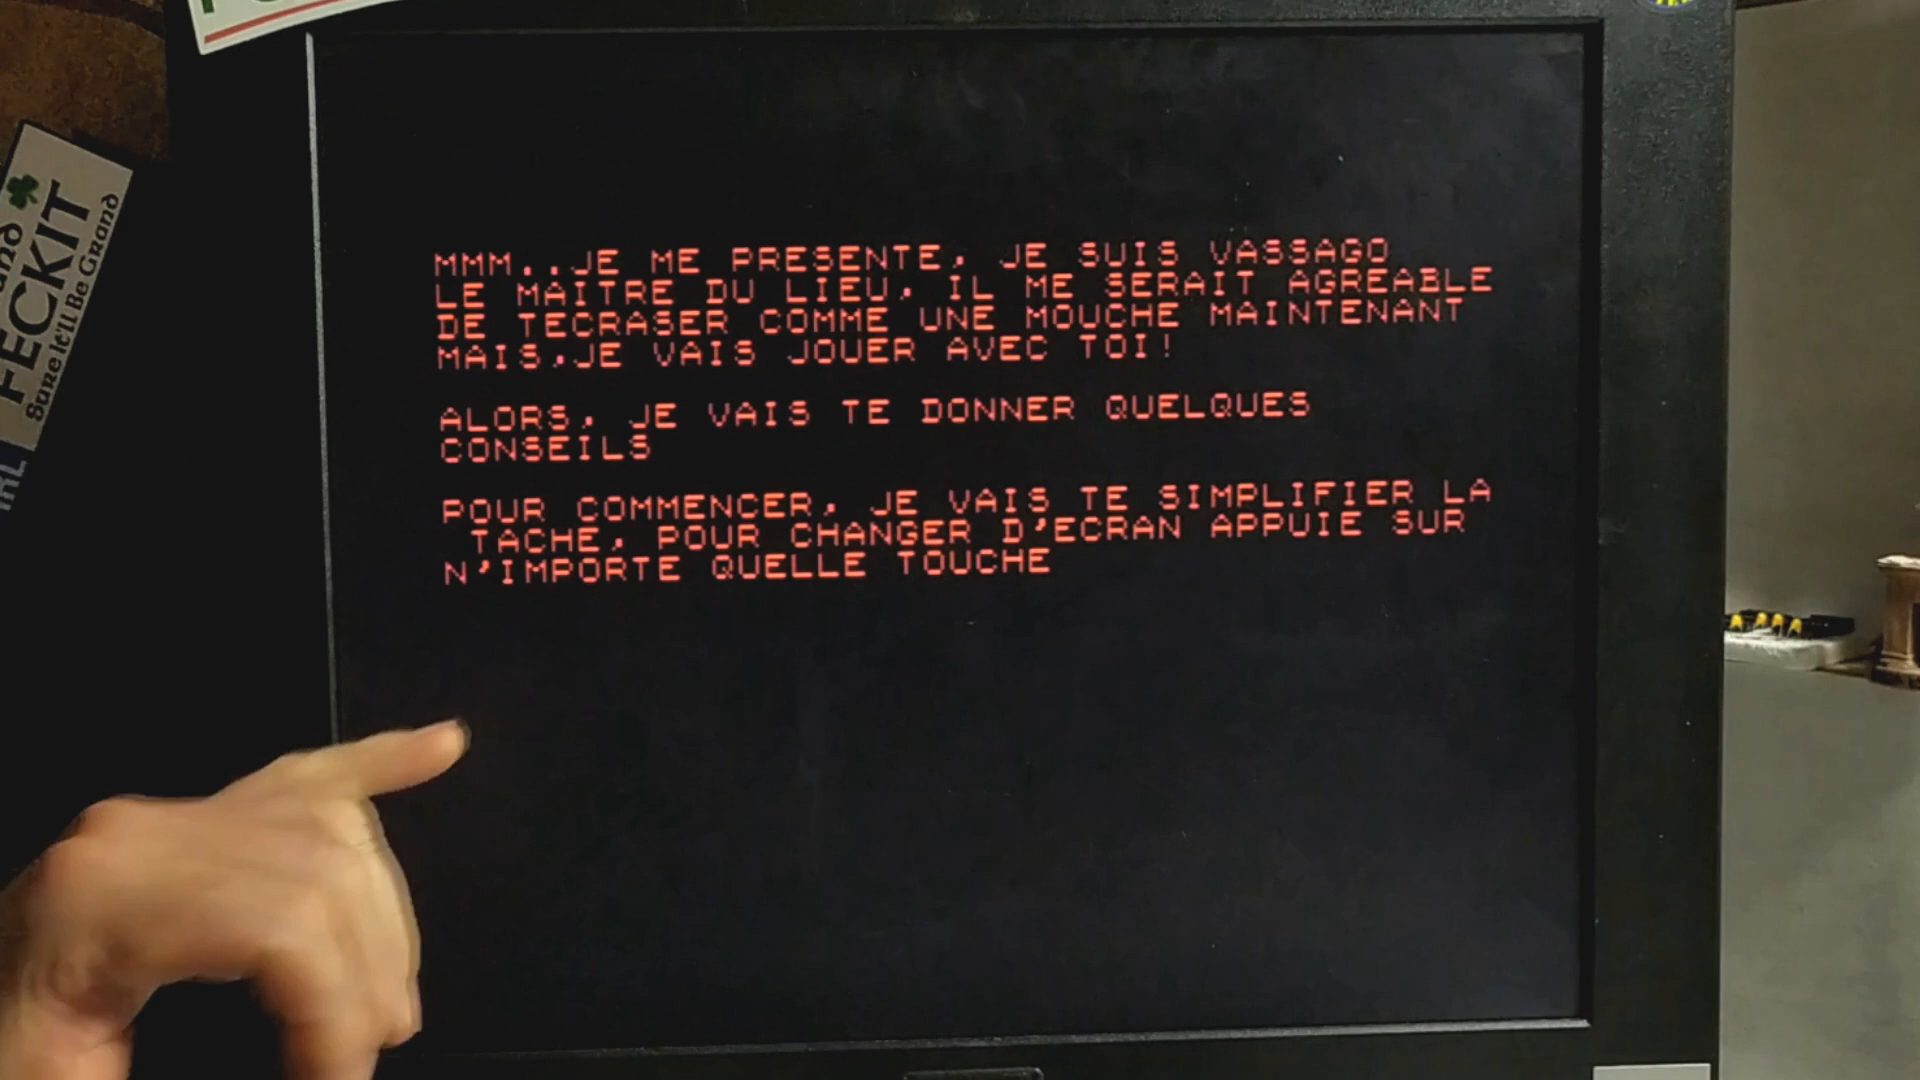 MMM..JE ME PRESENTE, JE SUIS VASSAGO
LE MAITRE DU LIEU, IL ME SERAIT AGREABLE
DE TECRASER COMME UNE MOUCHE MAINTENANT
MAIS,JE VAIS JOUER AVEC TOI!
ALORS, JE VAIS TE DONNER QUELQUES
CONSEILS
POUR COMMENCER, JE VAIS TE SIMPLIFIER LA
TACHE, POUR CHANGER D'ECRAN APPUIE SUR
N'IMPORTE QUELLE TOUCHE
FECKIT
Sure It'll Be Grand
IRL